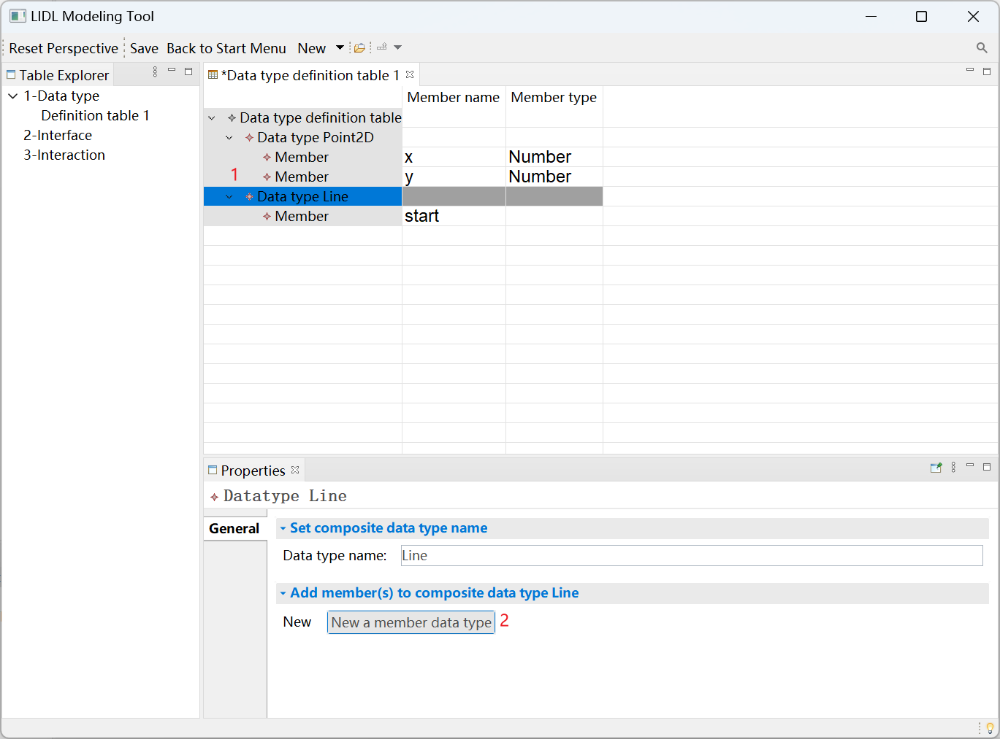 LIDL Modeling Tool
Reset Perspective Save Back to Start Menu New
Table Explorer
1-Data type
Definition table 1
2-Interface
3-Interaction
*Data type definition table 1
Member name Member type
Data type definition table
Data type Point2D
Member x Number
1 Member y Number
Data type Line
Member start
Properties
Datatype Line
General
Set composite data type name
Data type name: Line
Add member(s) to composite data type Line
New New a member data type 2